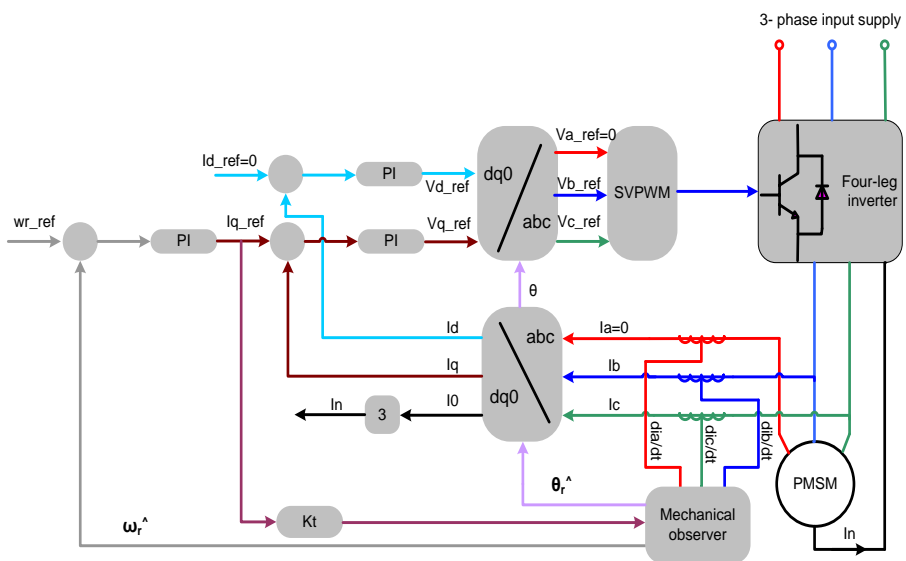 3- phase input supply
Id_ref=0
PI
Vd_ref
dq0
abc
Va_ref=0
Vb_ref
Vc_ref
SVPWM
Four-leg
inverter
wr_ref
PI
Iq_ref
PI
Vq_ref
θ
Id
Iq
I0
In
3
abc
dq0
Ia=0
Ib
Ic
dia/dt
dic/dt
dib/dt
PMSM
In
θr^
ωr^
Kt
Mechanical
observer